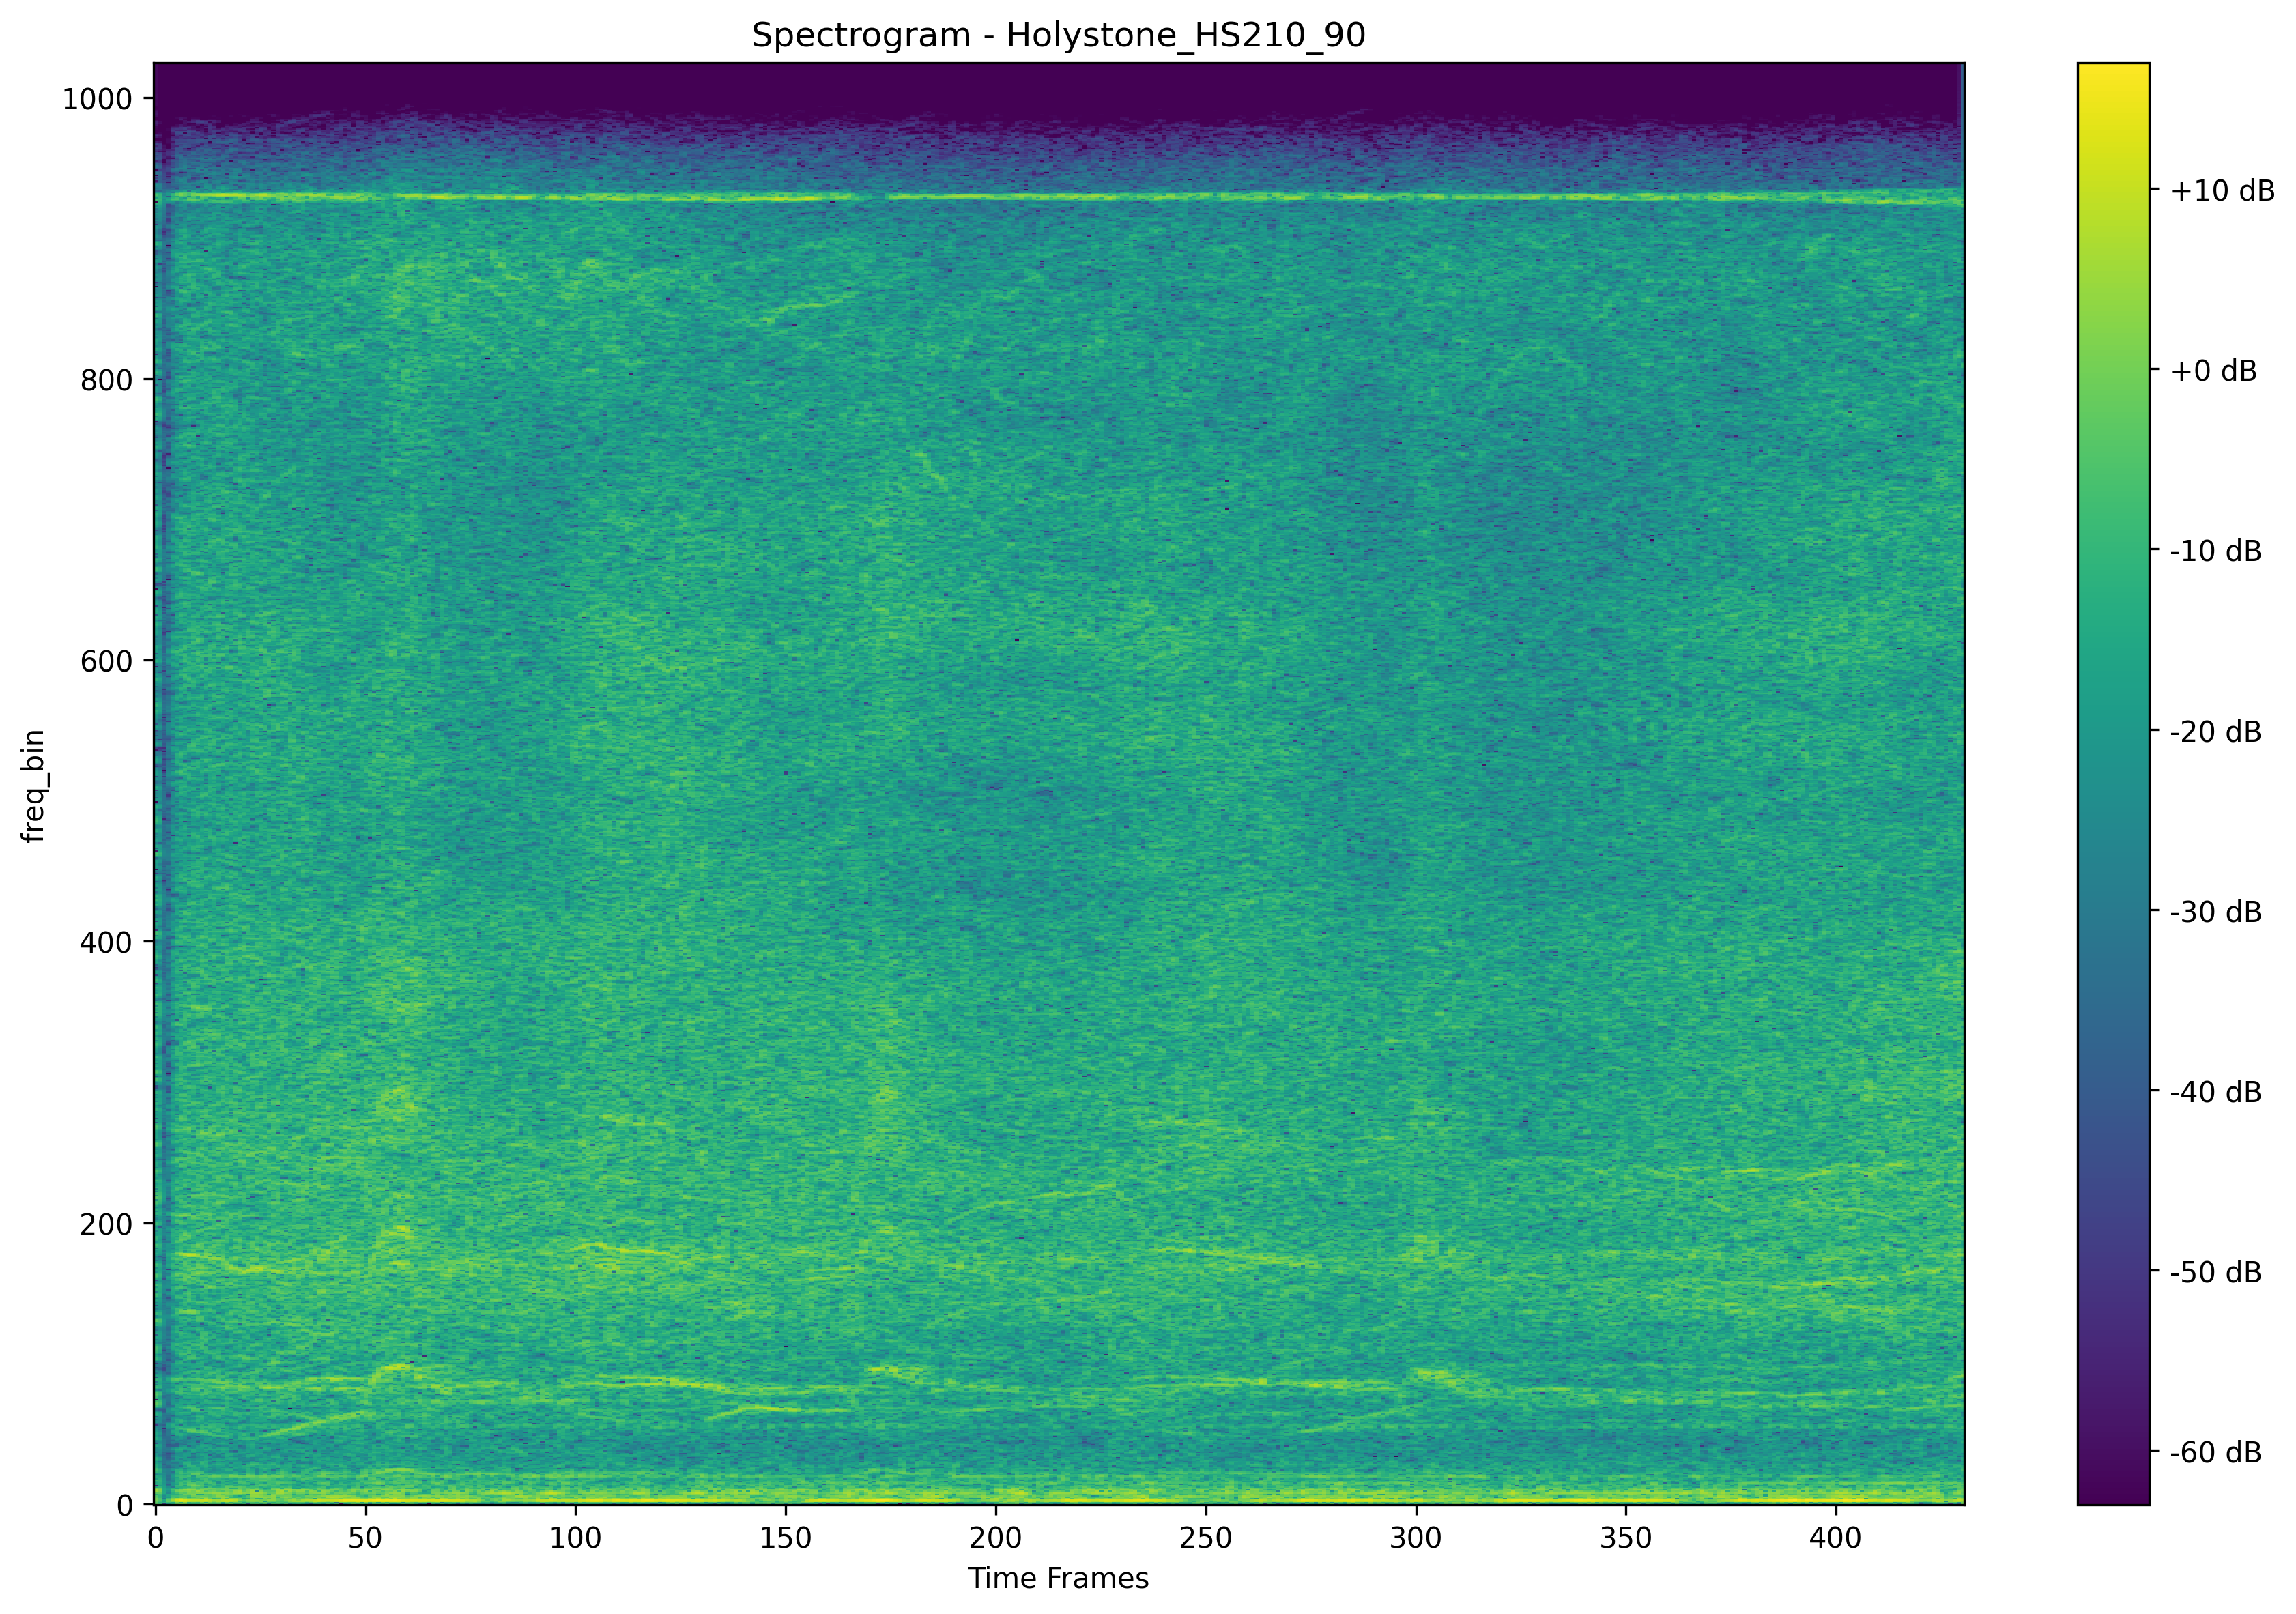 Spectrogram - Holystone_HS210_90
1000
800
600
400
200
0
freq_bin
0 50 100 150 200 250 300 350 400
Time Frames
+10 dB
+0 dB
-10 dB
-20 dB
-30 dB
-40 dB
-50 dB
-60 dB